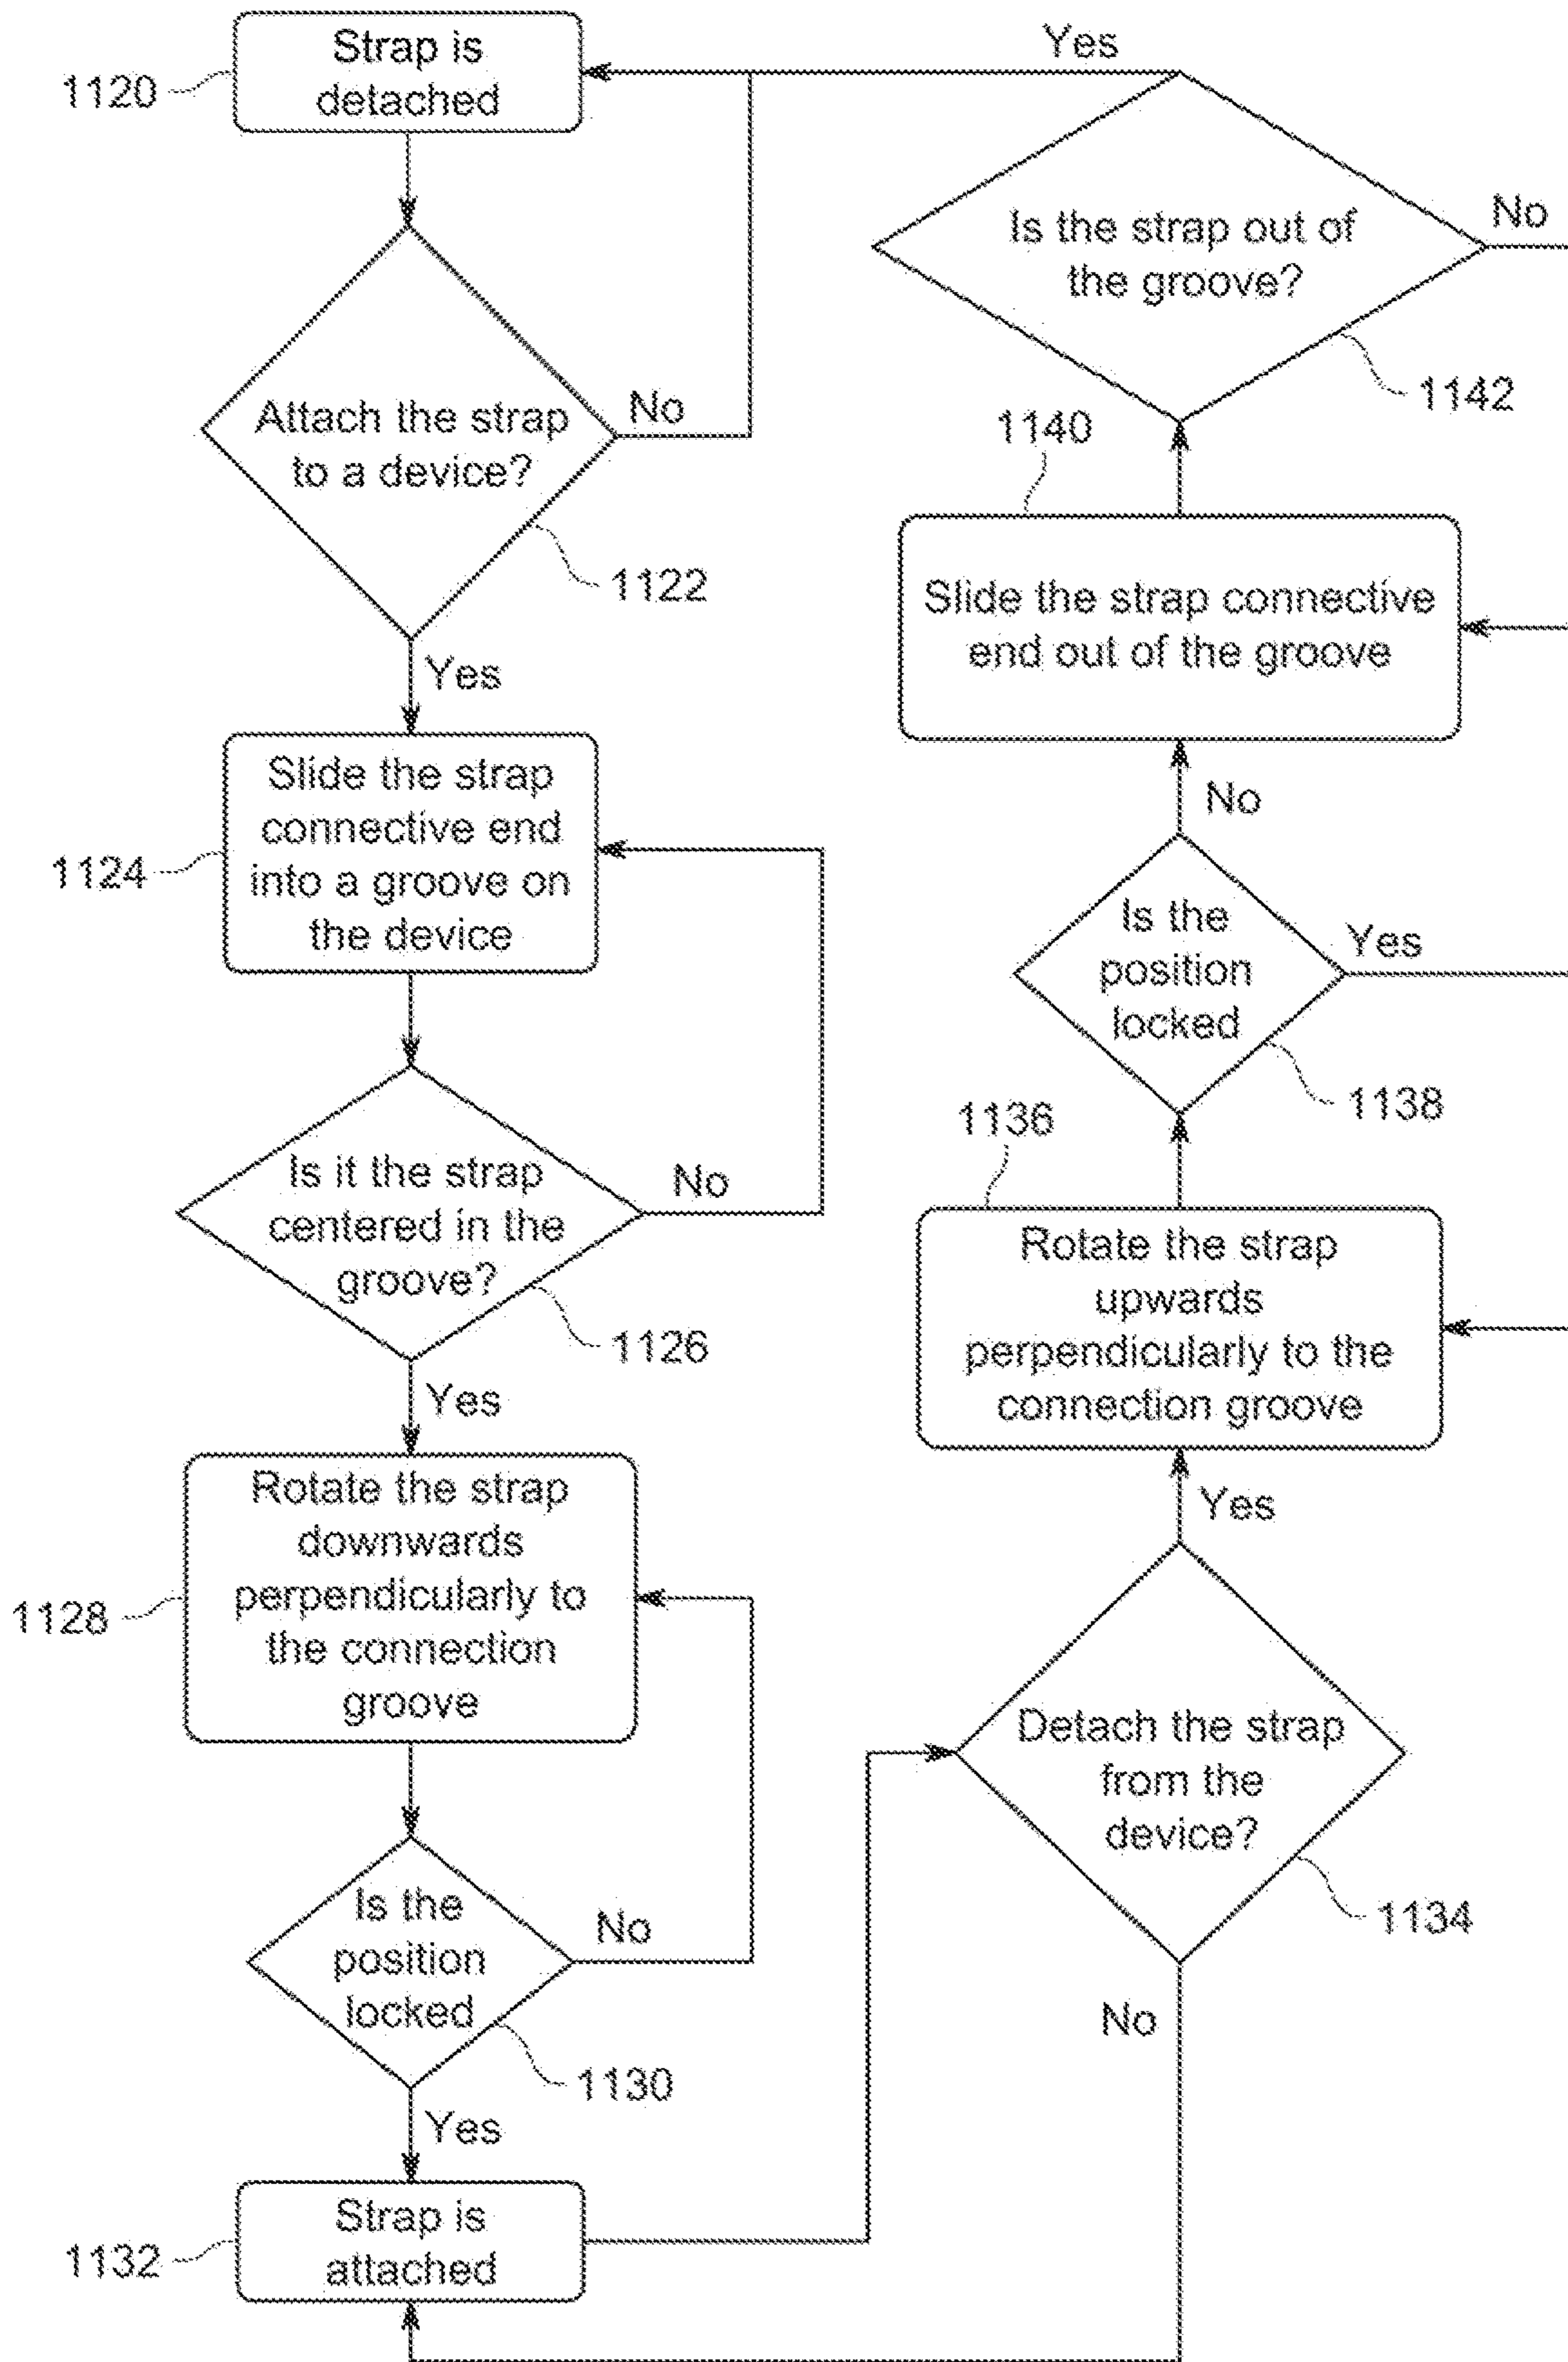 Strap is
detached
1120
Attach the strap
to a device?
No
1122
Yes
Slide the strap
connective end
into a groove on
the device
1124
Is it the strap
centered in the
groove?
No
1126
Yes
Rotate the strap
downwards
perpendicularly to
the connection
groove
1128
Is the
position
locked
No
1130
Yes
Strap is
attached
1132
Detach the strap
from the
device?
1134
No
Yes
Rotate the strap
upwards
perpendicularly to the
connection groove
1136
Is the
position
locked
Yes
1138
No
Slide the strap connective
end out of the groove
1140
Is the strap out of
the groove?
No
1142
Yes